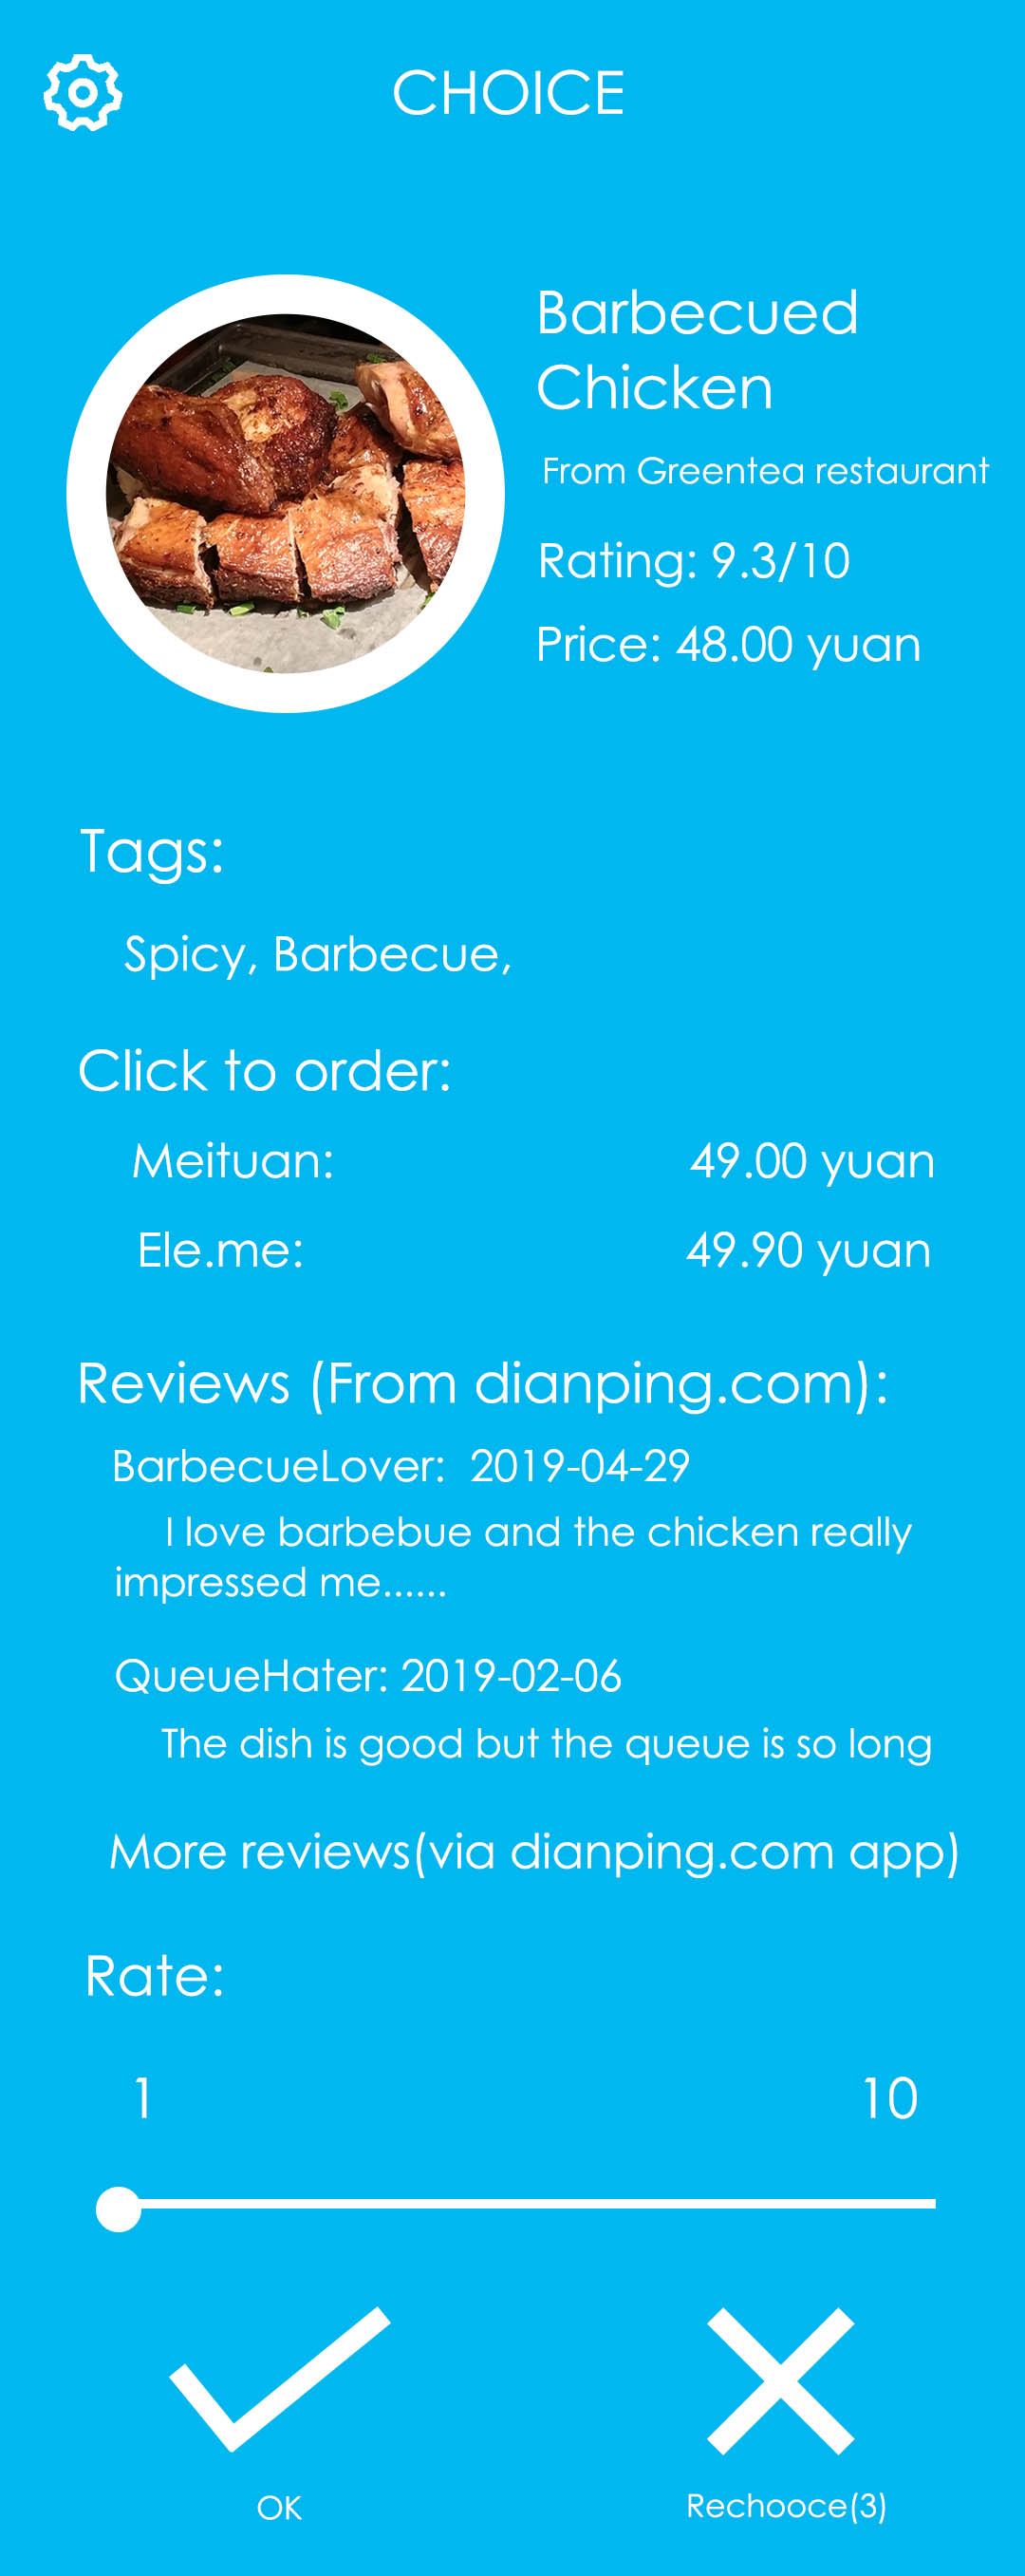 CHOICE
Barbecued
Chicken
From Greentea restaurant
Rating: 9.3/10
Price: 48.00 yuan
Tags:
Spicy, Barbecue,
Click to order:
Meituan: 49.00 yuan
Ele.me: 49.90 yuan
Reviews (From dianping.com):
BarbecueLover: 2019-04-29
I love barbebue and the chicken really
impressed me......
QueueHater: 2019-02-06
The dish is good but the queue is so long
More reviews(via dianping.com app)
Rate:
1 10
OK Rechooce(3)